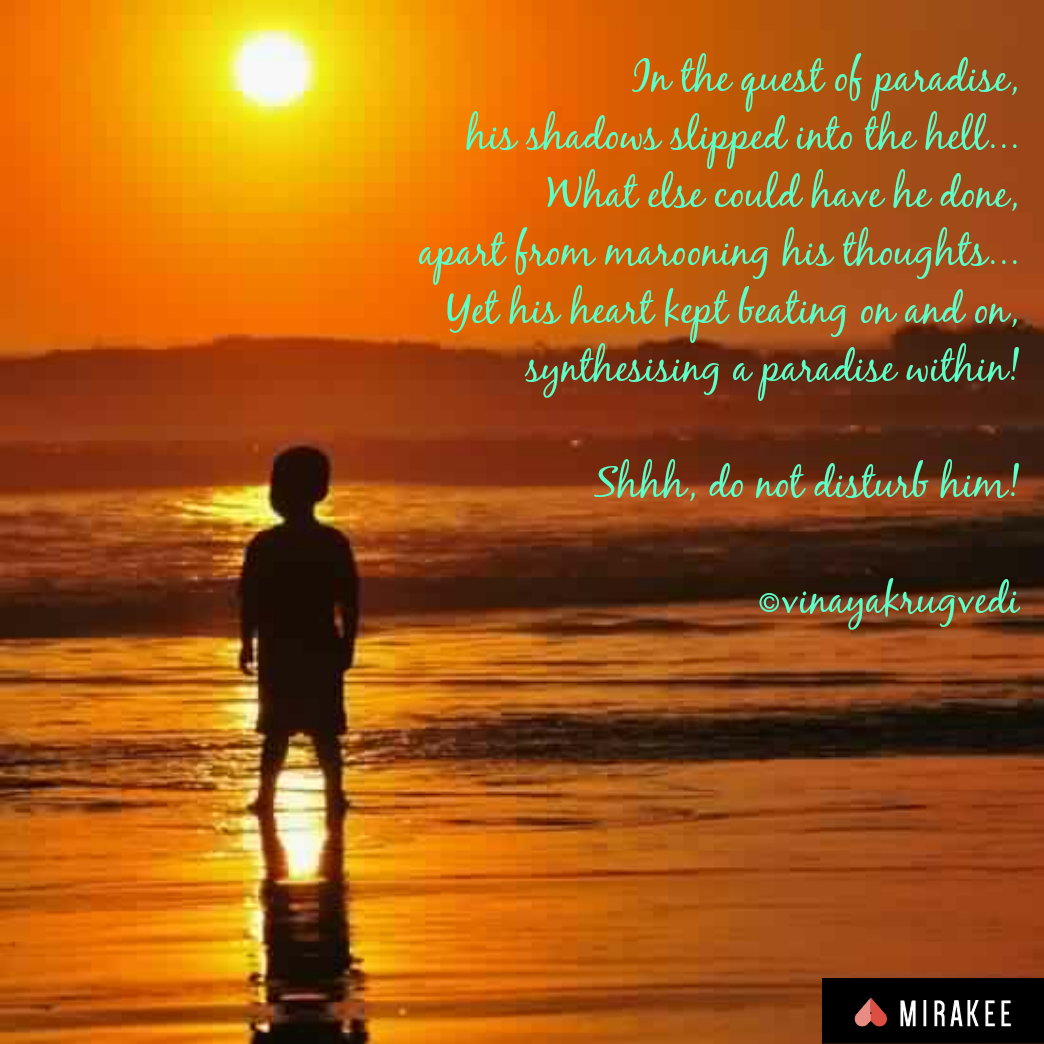 In the quest of paradise,
his shadows slipped into the hell...
What else could have he done,
apart from marooning his thoughts...
Yet his heart kept beating on and on,
synthesising a paradise within!
Shhh, do not disturb him!
©vinayakrugvedi
MIRAKEE